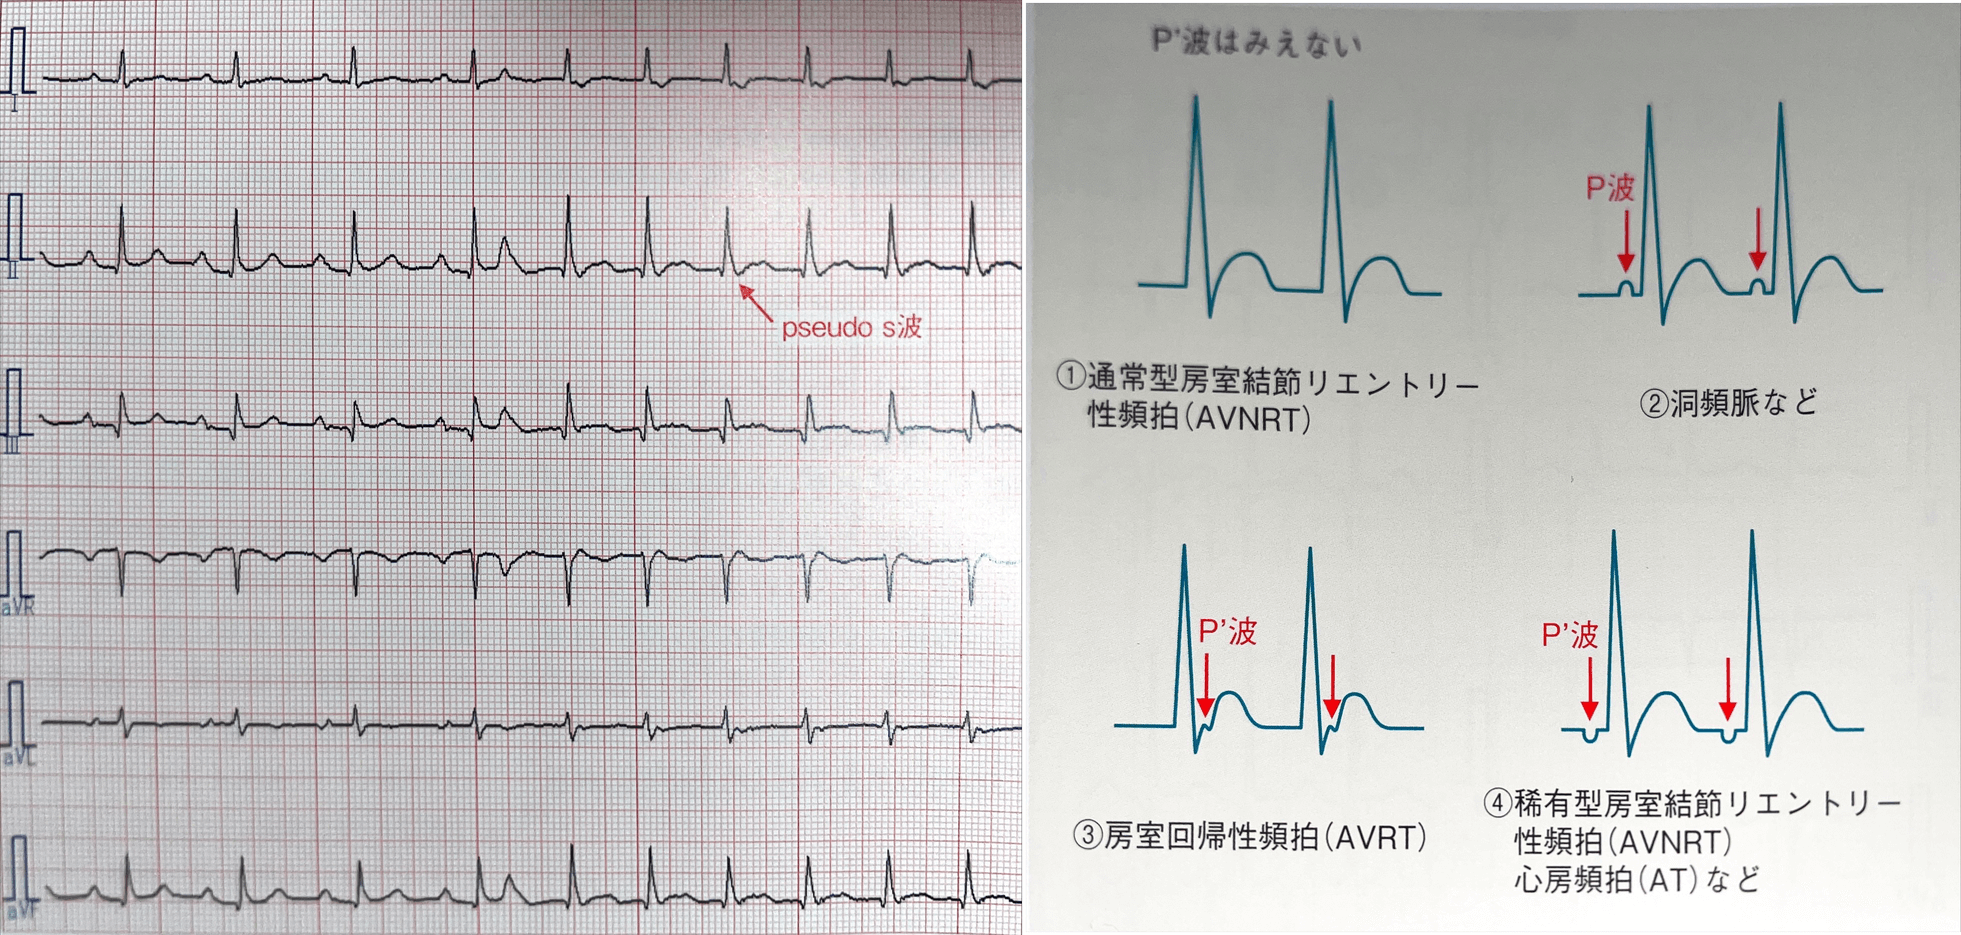 I
II
pseudo s波
III
aVR
aVL
aVF
P'波はみえない
P波
①通常型房室結節リエントリー
性頻拍(AVNRT)
②洞頻脈など
P'波
③房室回帰性頻拍(AVRT)
P'波
④稀有型房室結節リエントリー
性頻拍(AVNRT)
心房頻拍(AT)など